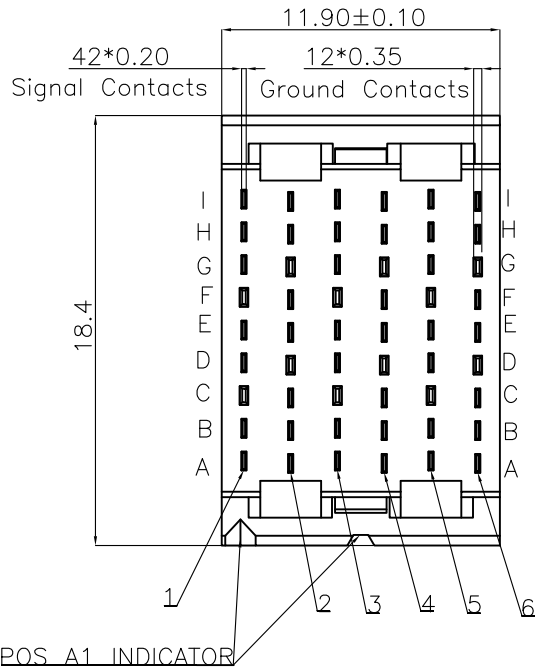 11.90±0.10
42*0.20 12*0.35
Signal Contacts Ground Contacts
18.4
I I
H H
G G
F F
E E
D D
C C
B B
A A
1 2 3 4 5 6
POS A1 INDICATOR